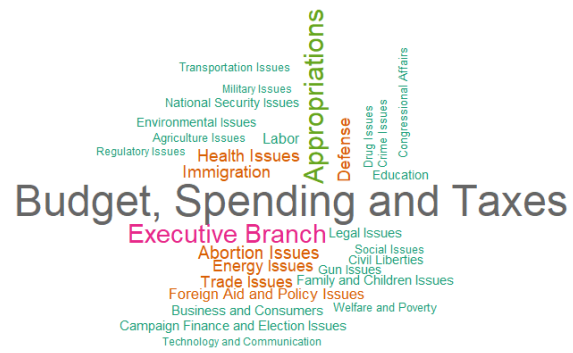 Transportation Issues
Military Issues
National Security Issues
Environmental Issues
Agriculture Issues
Labor
Regulatory Issues
Health Issues
Immigration
Appropriations
Defense
Drug Issues
Crime Issues
Congressional Affairs
Education
Budget, Spending and Taxes
Executive Branch
Legal Issues
Abortion Issues
Social Issues
Civil Liberties
Energy Issues
Gun Issues
Trade Issues
Family and Children Issues
Foreign Aid and Policy Issues
Business and Consumers
Welfare and Poverty
Campaign Finance and Election Issues
Technology and Communication